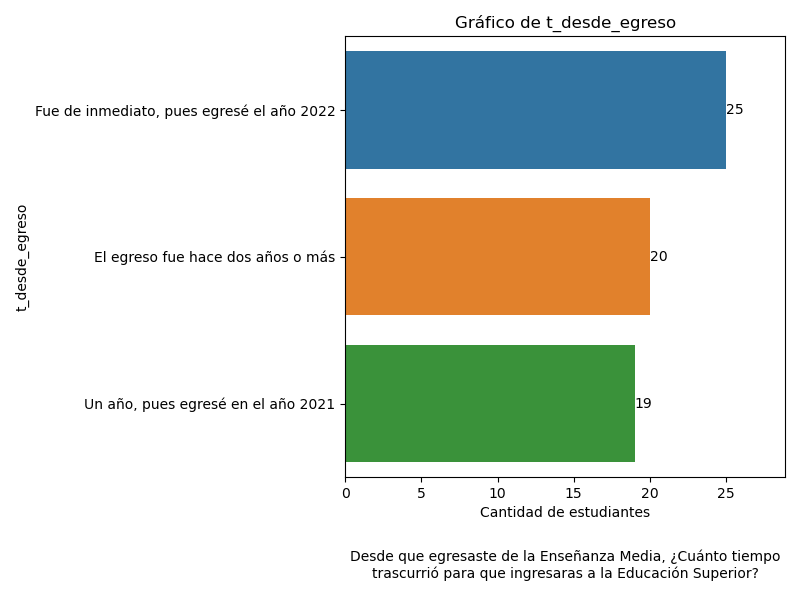 Gráfico de t_desde_egreso
Fue de inmediato, pues egresé el año 2022
25
El egreso fue hace dos años o más
20
Un año, pues egresé en el año 2021
19
t_desde_egreso
0 5 10 15 20 25
Cantidad de estudiantes
Desde que egresaste de la Enseñanza Media, ¿Cuánto tiempo
trascurrió para que ingresaras a la Educación Superior?